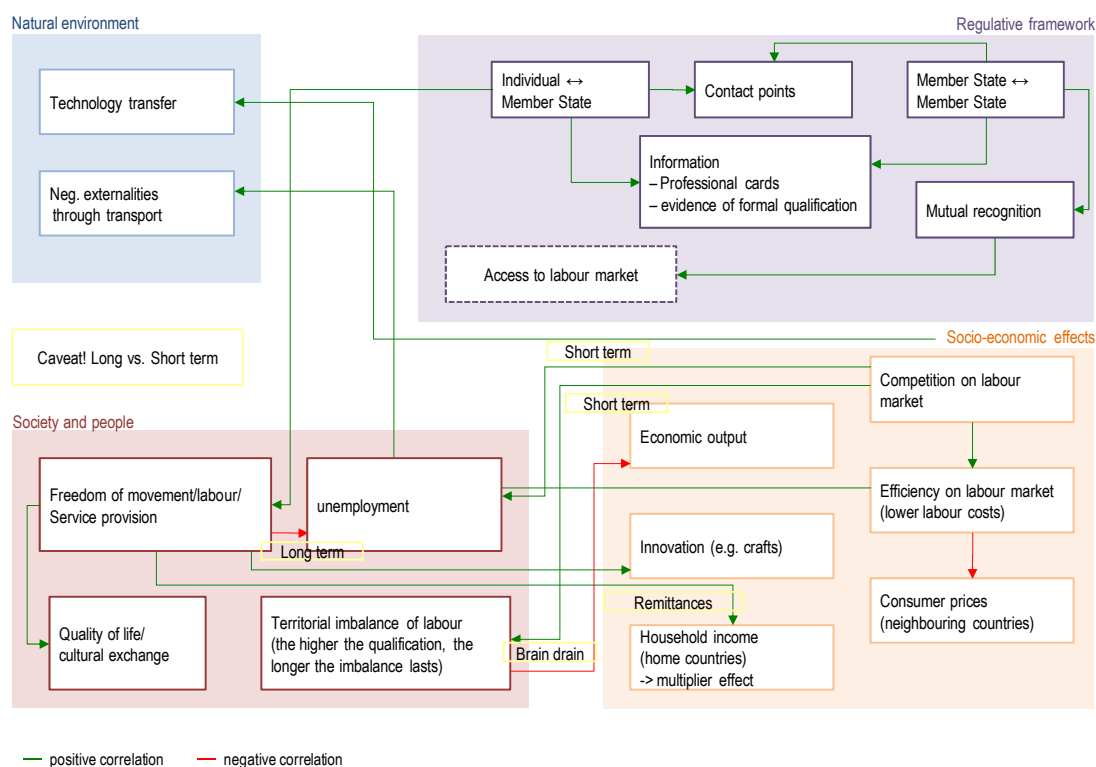 Natural environment
Regulative framework
Technology transfer
Neg. externalities
through transport
Individual ↔
Member State
Contact points
Member State ↔
Member State
Information
– Professional cards
– evidence of formal qualification
Mutual recognition
Access to labour market
Caveat! Long vs. Short term
Socio-economic effects
Short term
Short term
Competition on labour
market
Economic output
Efficiency on labour market
(lower labour costs)
Innovation (e.g. crafts)
Consumer prices
(neighbouring countries)
Remittances
Household income
(home countries)
-> multiplier effect
Society and people
Freedom of movement/labour/
Service provision
unemployment
Long term
Quality of life/
cultural exchange
Territorial imbalance of labour
(the higher the qualification, the
longer the imbalance lasts)
Brain drain
positive correlation
negative correlation